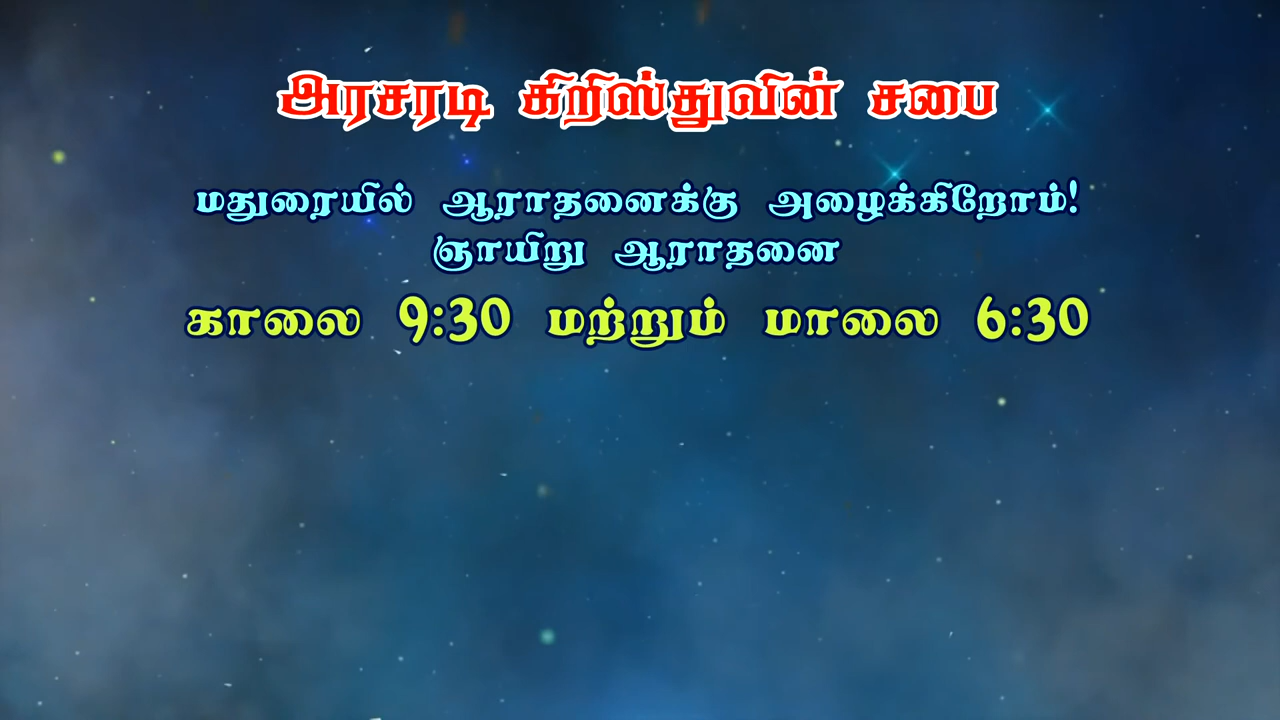 அரசரடி கிறிஸ்துவின் சபை
மதுரையில் ஆராதனைக்கு அழைக்கிறோம்!
ஞாயிறு ஆராதனை
காலை 9:30 மற்றும் மாலை 6:30